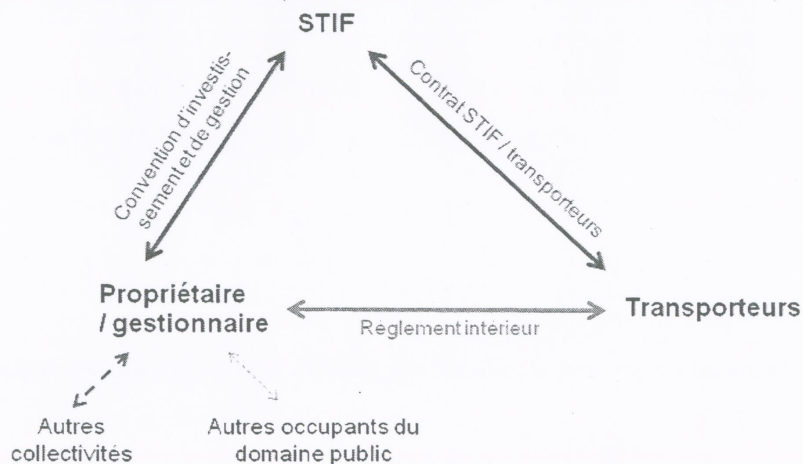 STIF
Convention d'investis-
sement et de gestion
Contrat STIF / transporteurs
Propriétaire
/ gestionnaire
Règlement intérieur
Transporteurs
Autres
collectivités
Autres occupants du
domaine public